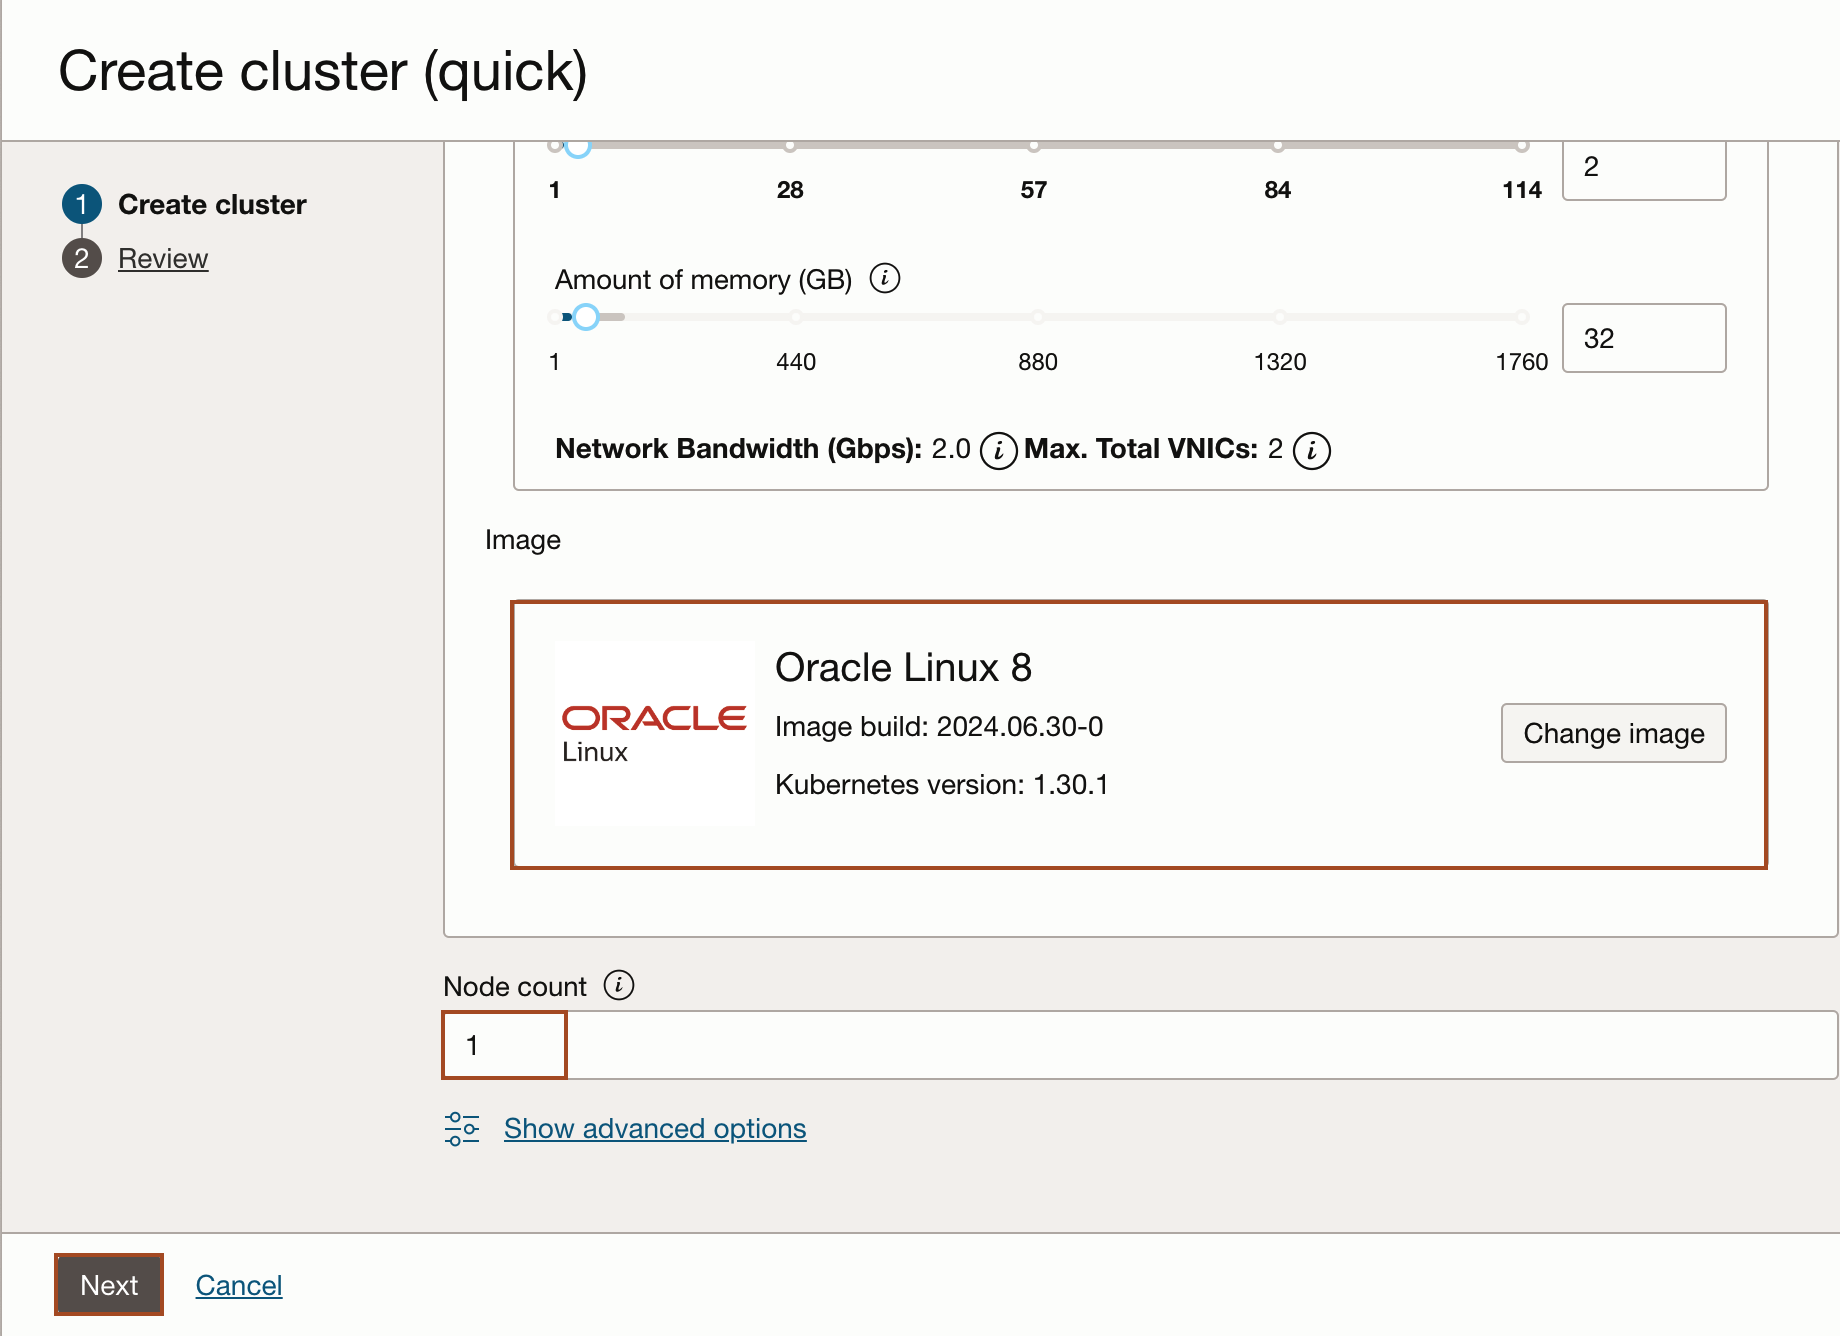 Create cluster (quick)
1 Create cluster
2 Review
1 28 57 84 114
2
Amount of memory (GB) i
1 440 880 1320 1760
32
Network Bandwidth (Gbps): 2.0 i Max. Total VNICs: 2 i
Image
ORACLE
Linux
Oracle Linux 8
Image build: 2024.06.30-0
Kubernetes version: 1.30.1
Change image
Node count i
1
Show advanced options
Next Cancel